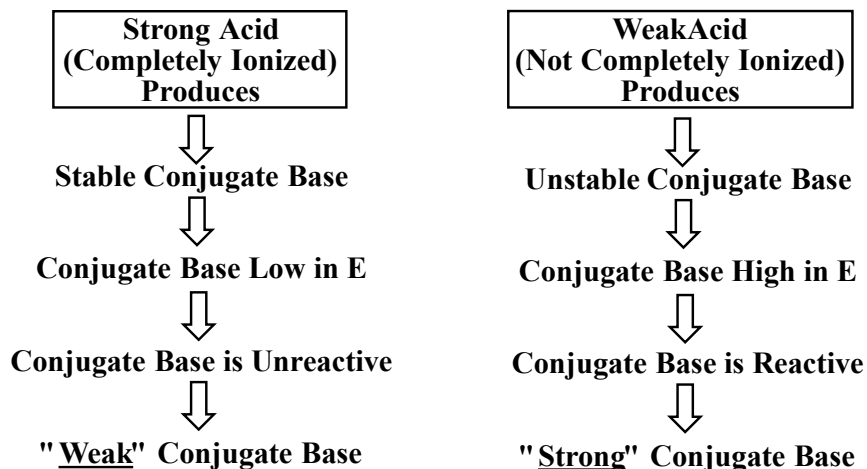 Strong Acid
(Completely Ionized)
Produces
Stable Conjugate Base
Conjugate Base Low in E
Conjugate Base is Unreactive
"Weak" Conjugate Base
WeakAcid
(Not Completely Ionized)
Produces
Unstable Conjugate Base
Conjugate Base High in E
Conjugate Base is Reactive
"Strong" Conjugate Base